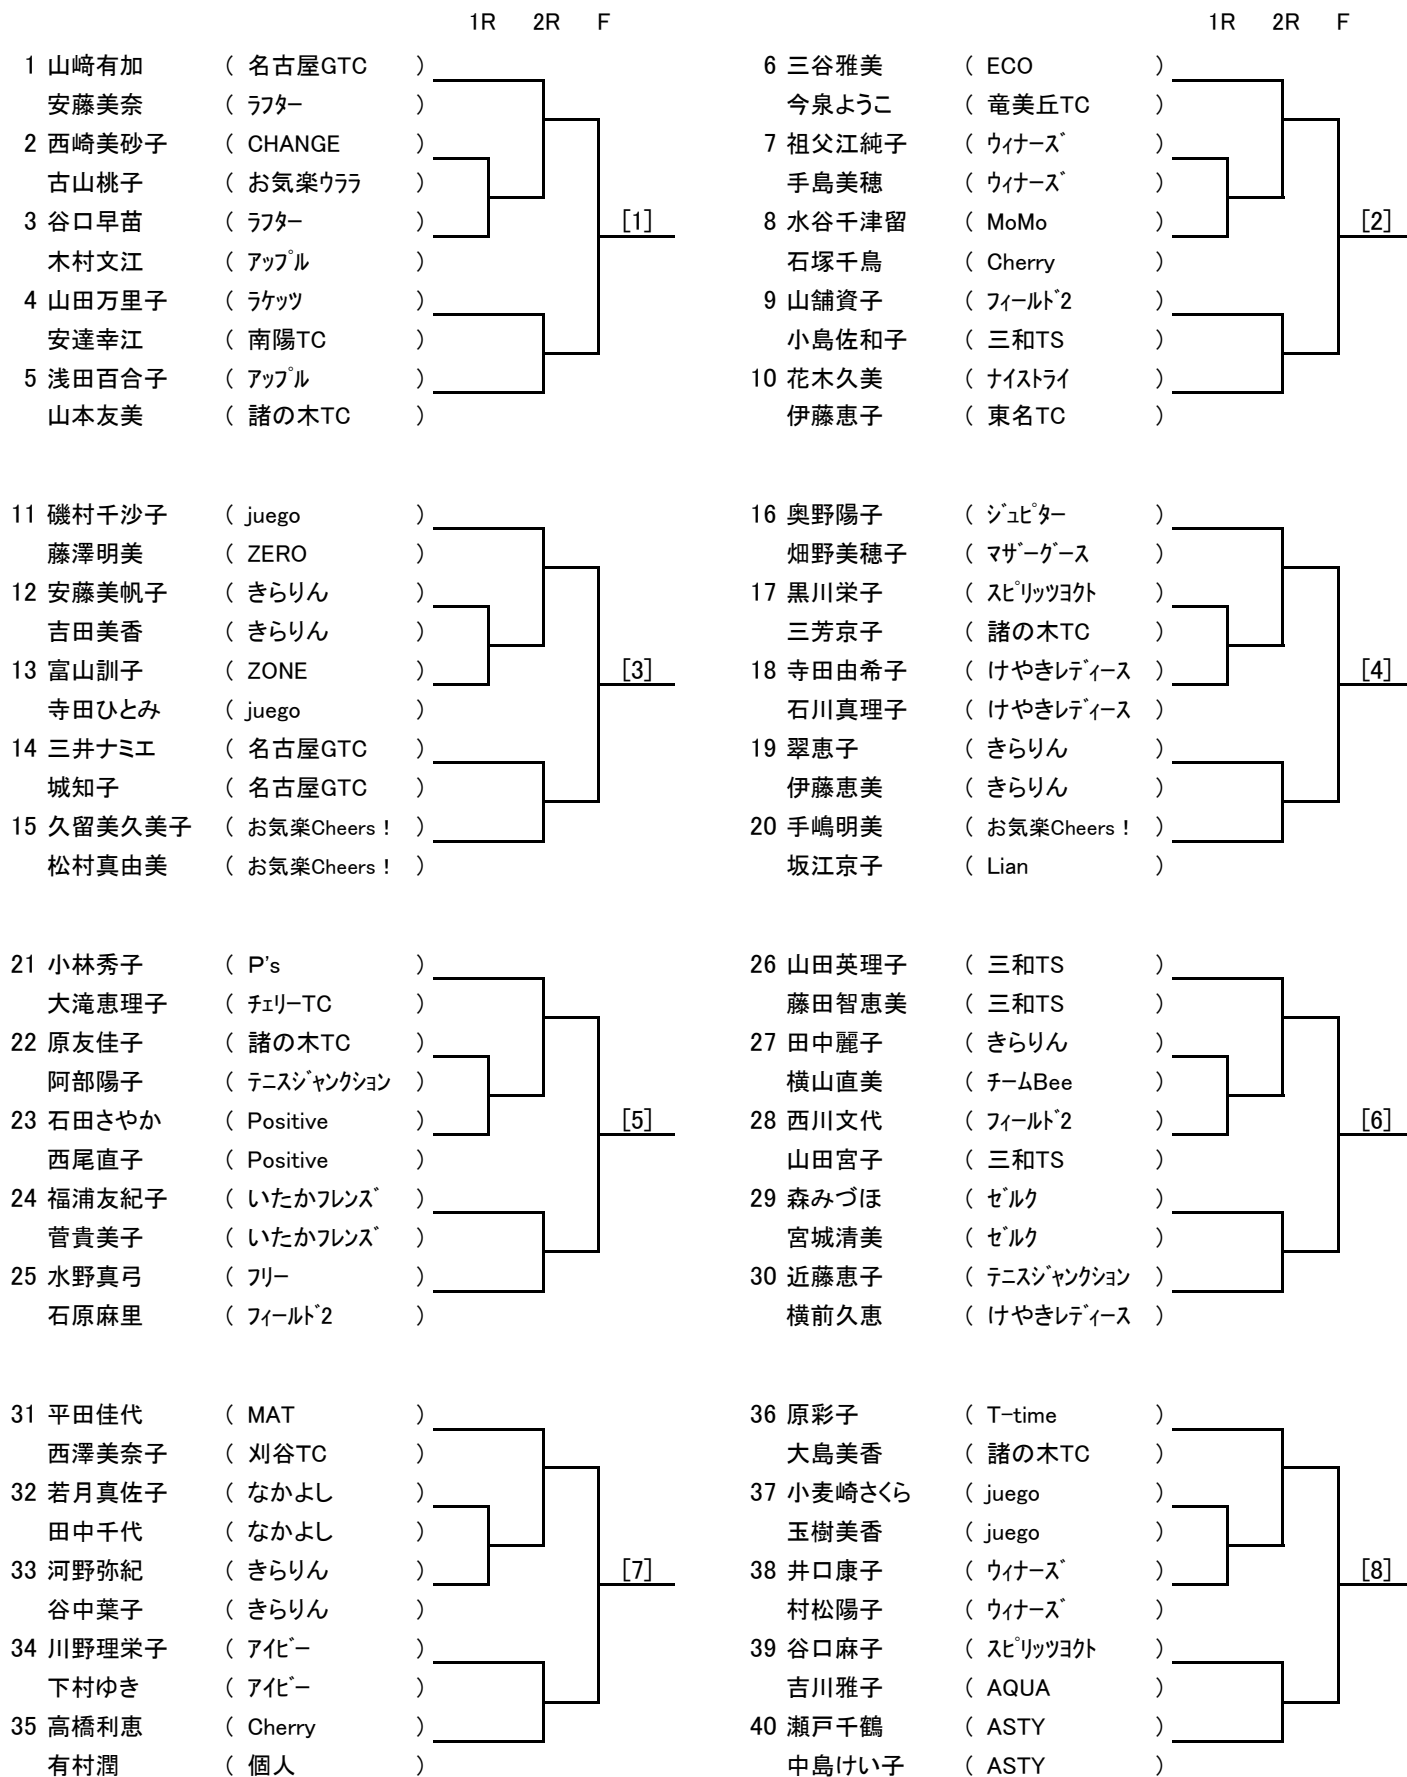 1R 2R F
1 山﨑有加 ( 名古屋GTC )
安藤美奈 ( ﾗﾌﾀｰ )
2 西崎美砂子 ( CHANGE )
古山桃子 ( お気楽ｳﾗﾗ )
3 谷口早苗 ( ﾗﾌﾀｰ ) [1]
木村文江 ( ｱｯﾌﾟﾙ )
4 山田万里子 ( ﾗｹｯﾂ )
安達幸江 ( 南陽TC )
5 浅田百合子 ( ｱｯﾌﾟﾙ )
山本友美 ( 諸の木TC )
1R 2R F
6 三谷雅美 ( ECO )
今泉ようこ ( 竜美丘TC )
7 祖父江純子 ( ｳｨﾅｰｽﾞ )
手島美穂 ( ｳｨﾅｰｽﾞ )
8 水谷千津留 ( MoMo ) [2]
石塚千鳥 ( Cherry )
9 山舗資子 ( ﾌｨｰﾙﾄﾞ2 )
小島佐和子 ( 三和TS )
10 花木久美 ( ﾅｲｽﾄﾗｲ )
伊藤恵子 ( 東名TC )
11 磯村千沙子 ( juego )
藤澤明美 ( ZERO )
12 安藤美帆子 ( きらりん )
吉田美香 ( きらりん )
13 富山訓子 ( ZONE ) [3]
寺田ひとみ ( juego )
14 三井ナミエ ( 名古屋GTC )
城知子 ( 名古屋GTC )
15 久留美久美子 ( お気楽Cheers！ )
松村真由美 ( お気楽Cheers！ )
16 奥野陽子 ( ｼﾞｭﾋﾟﾀｰ )
畑野美穂子 ( ﾏｻﾞｰｸﾞｰｽ )
17 黒川栄子 ( ｽﾋﾟﾘｯﾂﾖｸﾄ )
三芳京子 ( 諸の木TC )
18 寺田由希子 ( けやきﾚﾃﾞｨｰｽ ) [4]
石川真理子 ( けやきﾚﾃﾞｨｰｽ )
19 翠恵子 ( きらりん )
伊藤恵美 ( きらりん )
20 手嶋明美 ( お気楽Cheers！ )
坂江京子 ( Lian )
21 小林秀子 ( P's )
大滝恵理子 ( ﾁｪﾘｰTC )
22 原友佳子 ( 諸の木TC )
阿部陽子 ( ﾃﾆｽｼﾞｬﾝｸｼｮﾝ )
23 石田さやか ( Positive ) [5]
西尾直子 ( Positive )
24 福浦友紀子 ( いたかﾌﾚﾝｽﾞ )
菅貴美子 ( いたかﾌﾚﾝｽﾞ )
25 水野真弓 ( ﾌﾘｰ )
石原麻里 ( ﾌｨｰﾙﾄﾞ2 )
26 山田英理子 ( 三和TS )
藤田智恵美 ( 三和TS )
27 田中麗子 ( きらりん )
横山直美 ( ﾁｰﾑBee )
28 西川文代 ( ﾌｨｰﾙﾄﾞ2 ) [6]
山田宮子 ( 三和TS )
29 森みづほ ( ｾﾞﾙｸ )
宮城清美 ( ｾﾞﾙｸ )
30 近藤恵子 ( ﾃﾆｽｼﾞｬﾝｸｼｮﾝ )
横前久恵 ( けやきﾚﾃﾞｨｰｽ )
31 平田佳代 ( MAT )
西澤美奈子 ( 刈谷TC )
32 若月真佐子 ( なかよし )
田中千代 ( なかよし )
33 河野弥紀 ( きらりん ) [7]
谷中葉子 ( きらりん )
34 川野理栄子 ( ｱｲﾋﾞｰ )
下村ゆき ( ｱｲﾋﾞｰ )
35 高橋利恵 ( Cherry )
有村潤 ( 個人 )
36 原彩子 ( T-time )
大島美香 ( 諸の木TC )
37 小麦崎さくら ( juego )
玉樹美香 ( juego )
38 井口康子 ( ｳｨﾅｰｽﾞ ) [8]
村松陽子 ( ｳｨﾅｰｽﾞ )
39 谷口麻子 ( ｽﾋﾟﾘｯﾂﾖｸﾄ )
吉川雅子 ( AQUA )
40 瀬戸千鶴 ( ASTY )
中島けい子 ( ASTY )